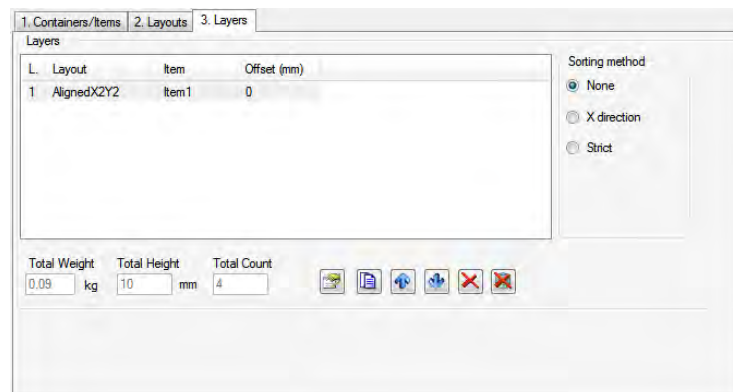 1. Containers/Items 2. Layouts 3. Layers
Layers
L. Layout Item Offset (mm)
1 AlignedX2Y2 Item1 0
Sorting method
None
X direction
Strict
Total Weight Total Height Total Count
0.09 kg 10 mm 4